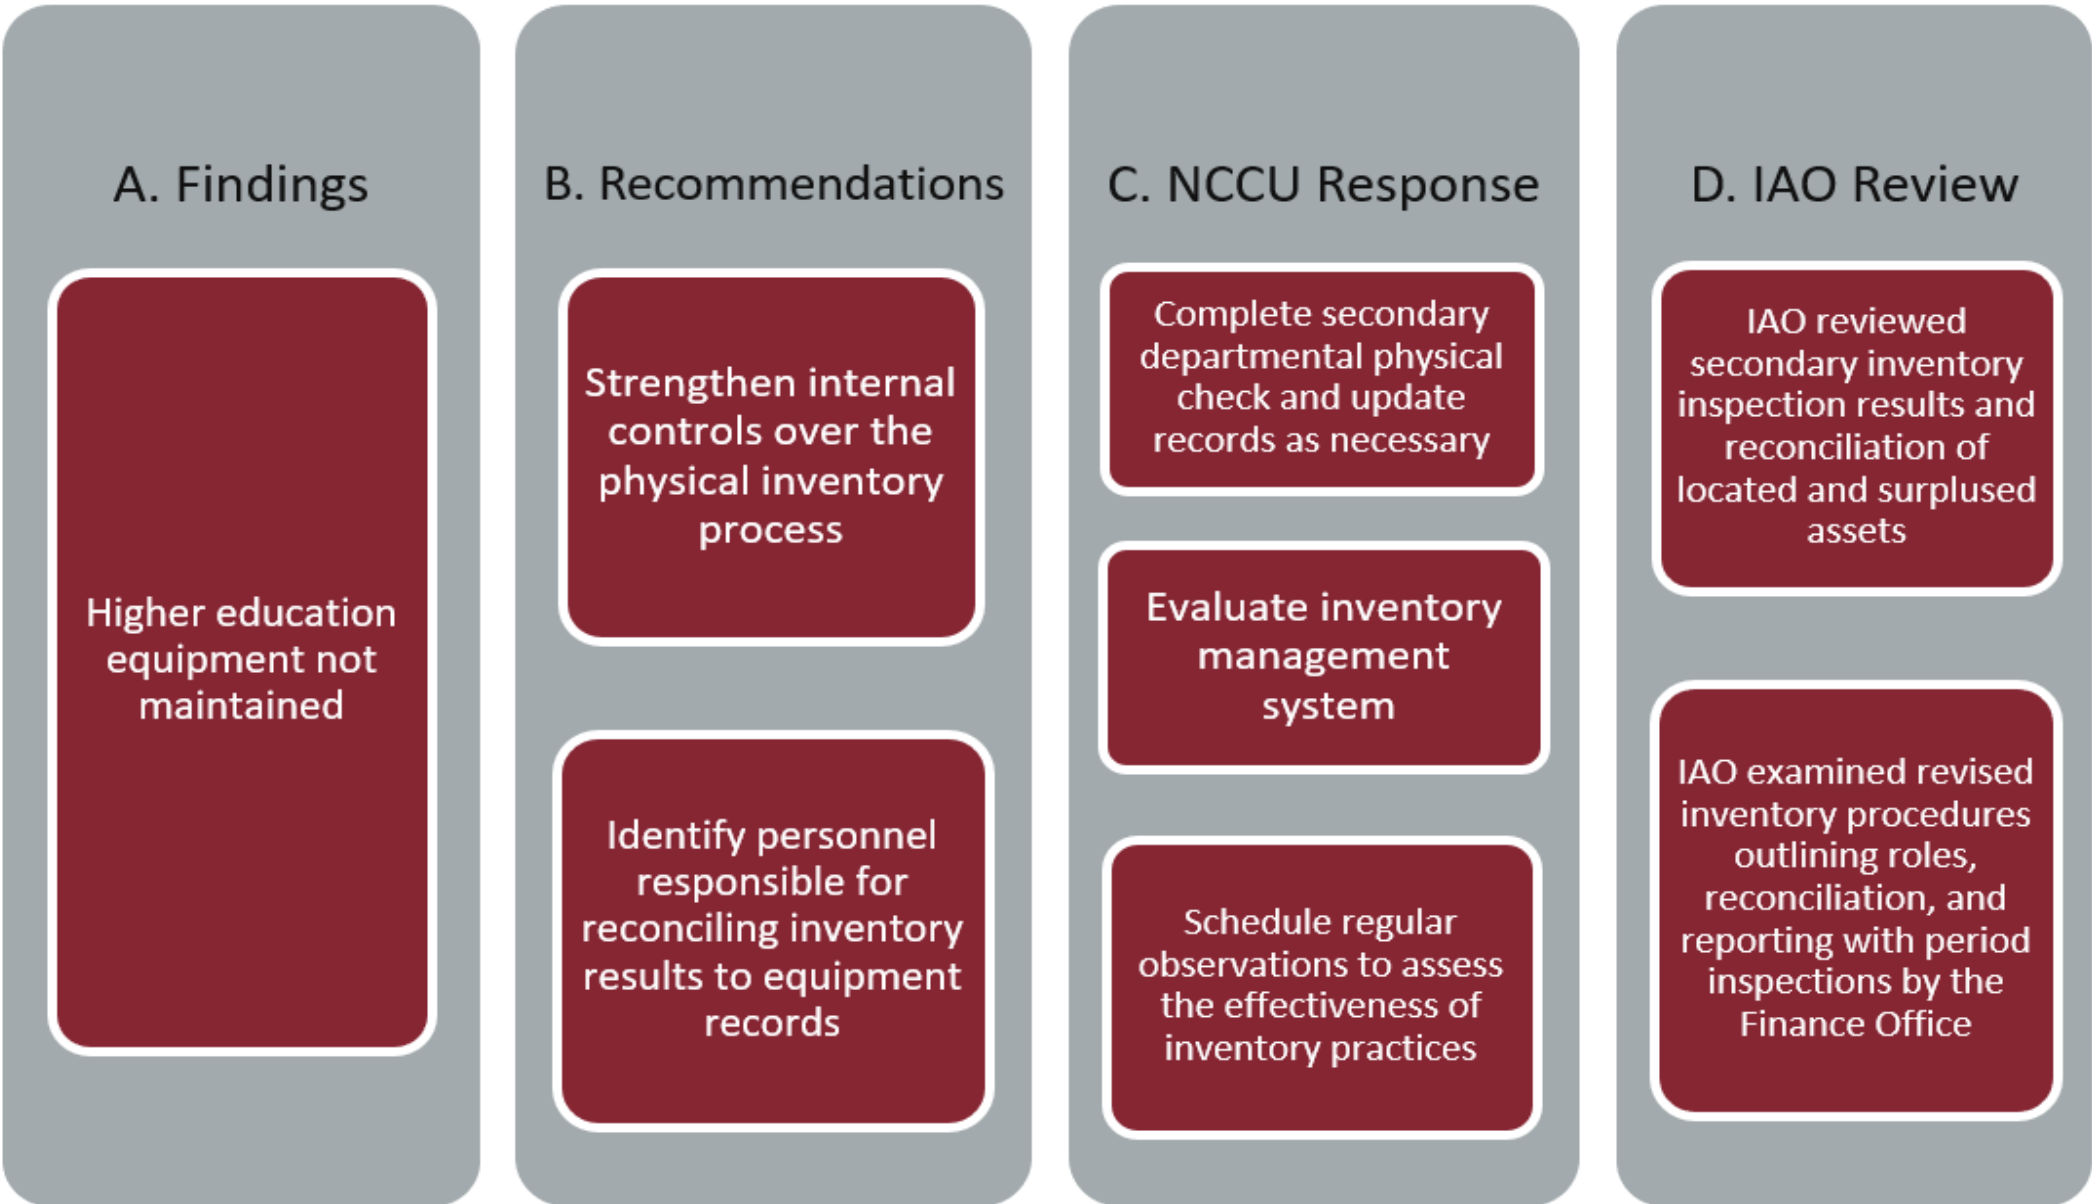 A. Findings
Higher education
equipment not
maintained
B. Recommendations
Strengthen internal
controls over the
physical inventory
process
Identify personnel
responsible for
reconciling inventory
results to equipment
records
C. NCCU Response
Complete secondary
departmental physical
check and update
records as necessary
Evaluate inventory
management
system
Schedule regular
observations to assess
the effectiveness of
inventory practices
D. IAO Review
IAO reviewed
secondary inventory
inspection results and
reconciliation of
located and surplused
assets
IAO examined revised
inventory procedures
outlining roles,
reconciliation, and
reporting with period
inspections by the
Finance Office